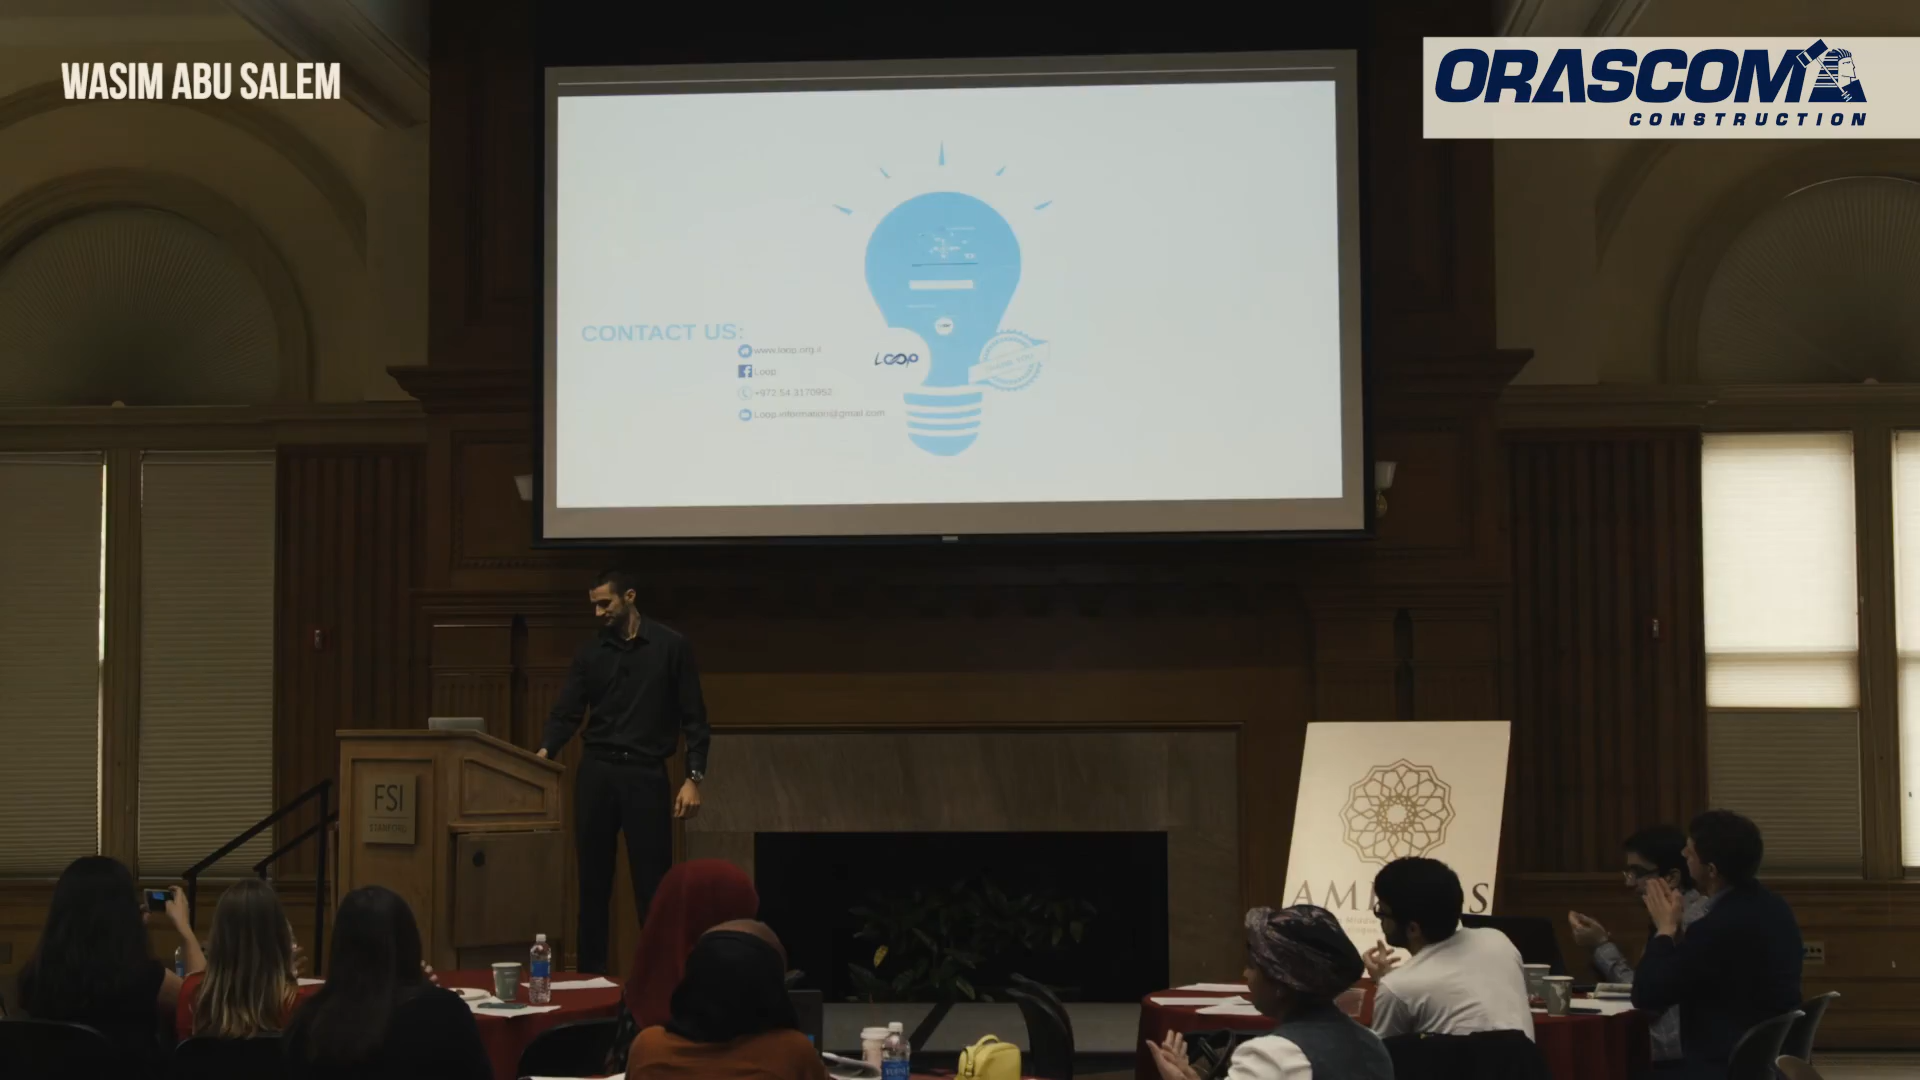 WASIM ABU SALEM
ORASCOM
CONSTRUCTION
CONTACT US:
www.loop.org.il
Loop
+972.54.3170952
Loop.information@gmail.com
LOOP
FSI
STANFORD